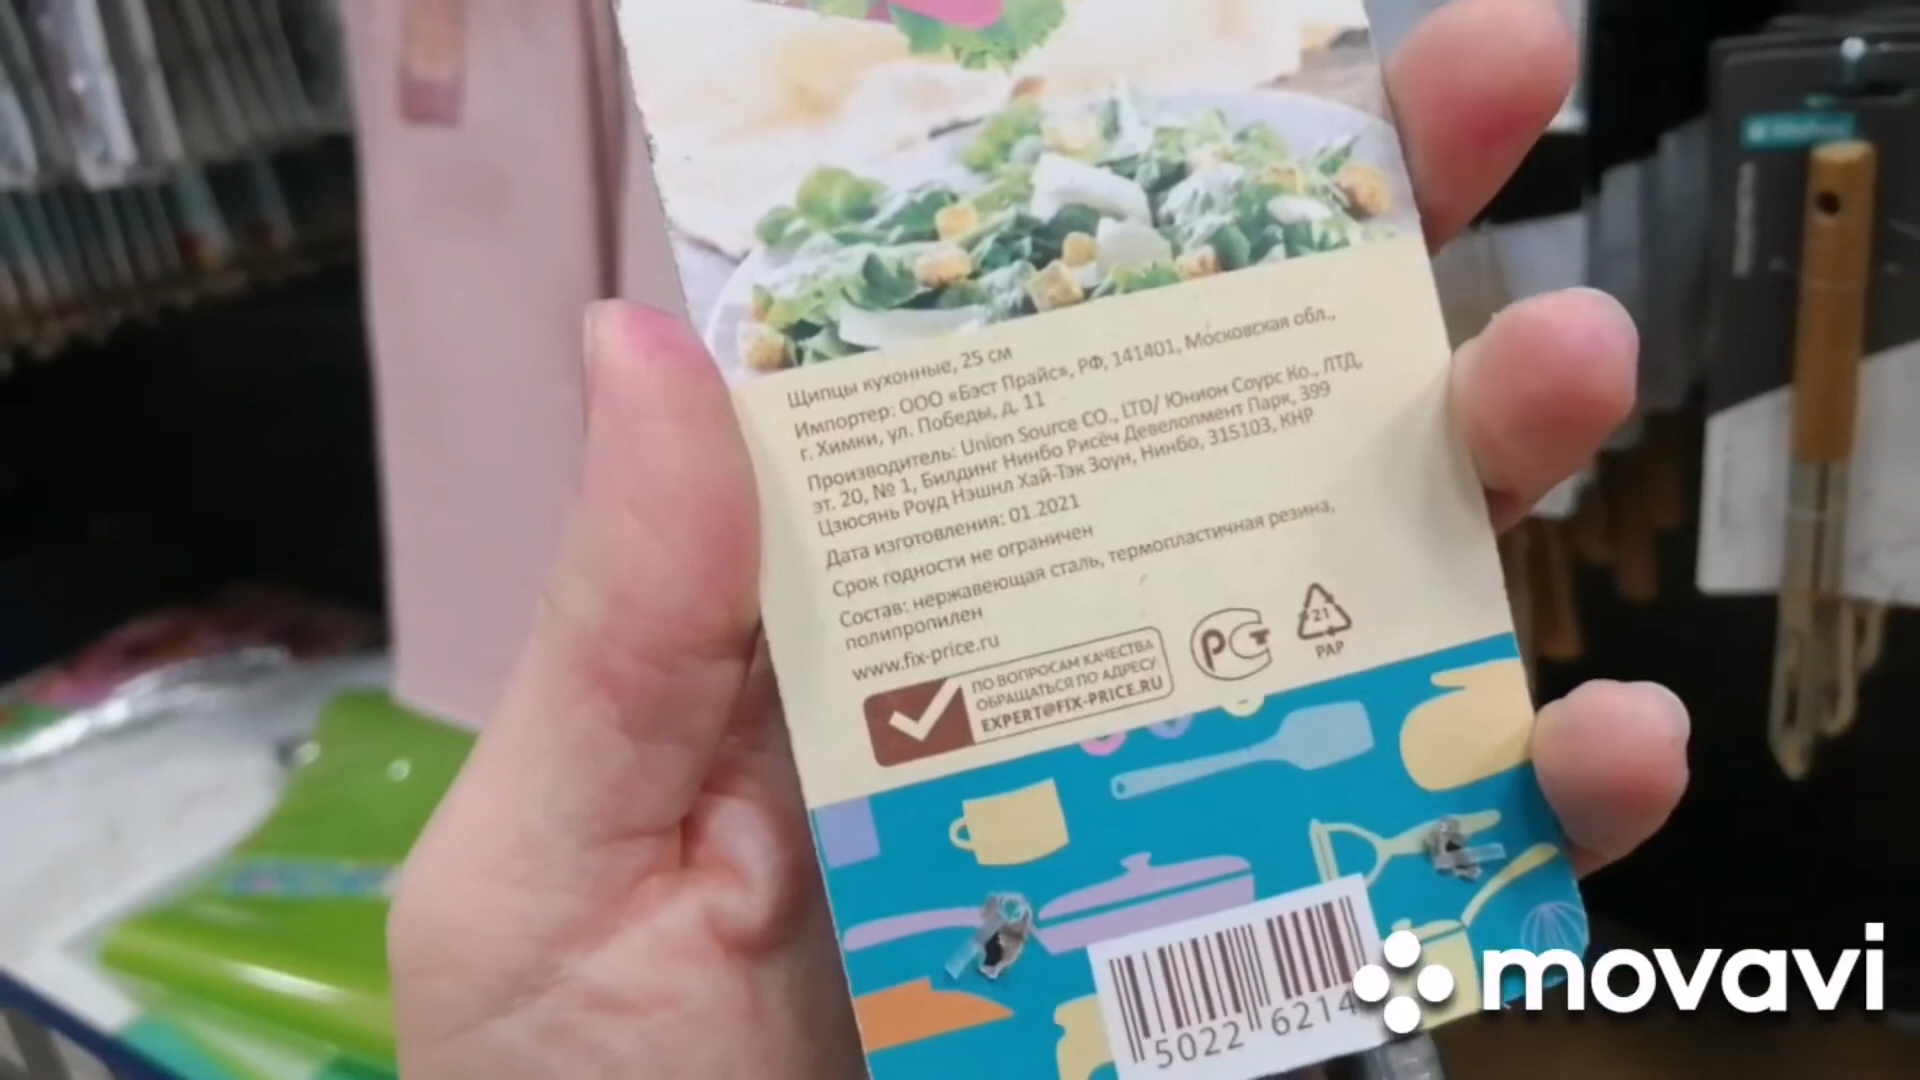 Щипцы кухонные, 25 см
Импортер: ООО «Бэст Прайс», РФ, 141401, Московская обл.,
г. Химки, ул. Победы, д. 11
Производитель: Union Source CO., LTD/ Юнион Соурс Ко., ЛТД,
эт. 20, № 1, Билдинг Нинбо Рисёч Девелопмент Парк, 399
Цзюсянь Роуд Нэшнл Хай-Тэк Зоун, Нинбо, 315103, КНР
Дата изготовления: 01.2021
Срок годности не ограничен
Состав: нержавеющая сталь, термопластичная резина,
полипропилен
www.fix-price.ru
ПО ВОПРОСАМ КАЧЕСТВА
ОБРАЩАТЬСЯ ПО АДРЕСУ
EXPERT@FIX-PRICE.RU
РСТ
21
PAP
5022 6214
movavi